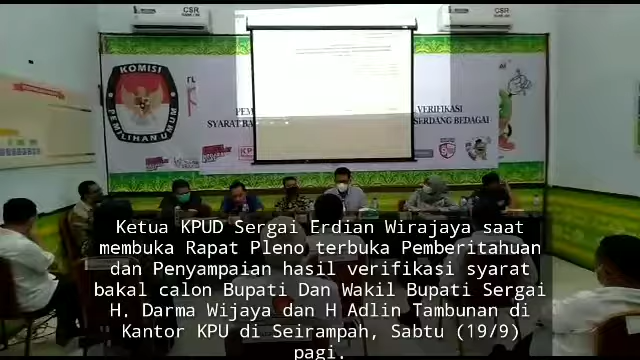 CSR
CSR
KOMISI
PEMILIHAN UMUM
VERIFIKASI
SYARAT BA
SERDANG BEDAGAI
Ketua KPUD Sergai Erdian Wirajaya saat
membuka Rapat Pleno terbuka Pemberitahuan
dan Penyampaian hasil verifikasi syarat
bakal calon Bupati Dan Wakil Bupati Sergai
H. Darma Wijaya dan H Adlin Tambunan di
Kantor KPU di Seirampah, Sabtu (19/9)
pagi.